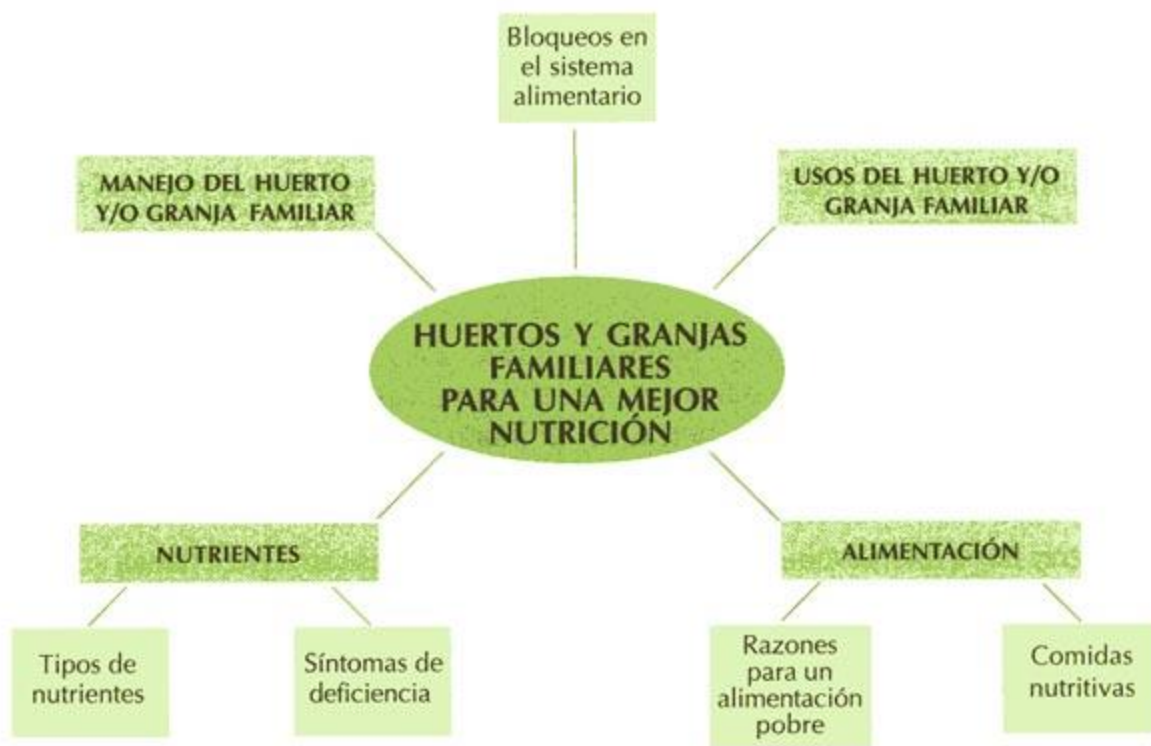 Bloqueos en
el sistema
alimentario
MANEJO DEL HUERTO
Y/O GRANJA FAMILIAR
USOS DEL HUERTO Y/O
GRANJA FAMILIAR
HUERTOS Y GRANJAS
FAMILIARES
PARA UNA MEJOR
NUTRICIÓN
NUTRIENTES
ALIMENTACIÓN
Tipos de
nutrientes
Síntomas de
deficiencia
Razones
para un
alimentación
pobre
Comidas
nutritivas